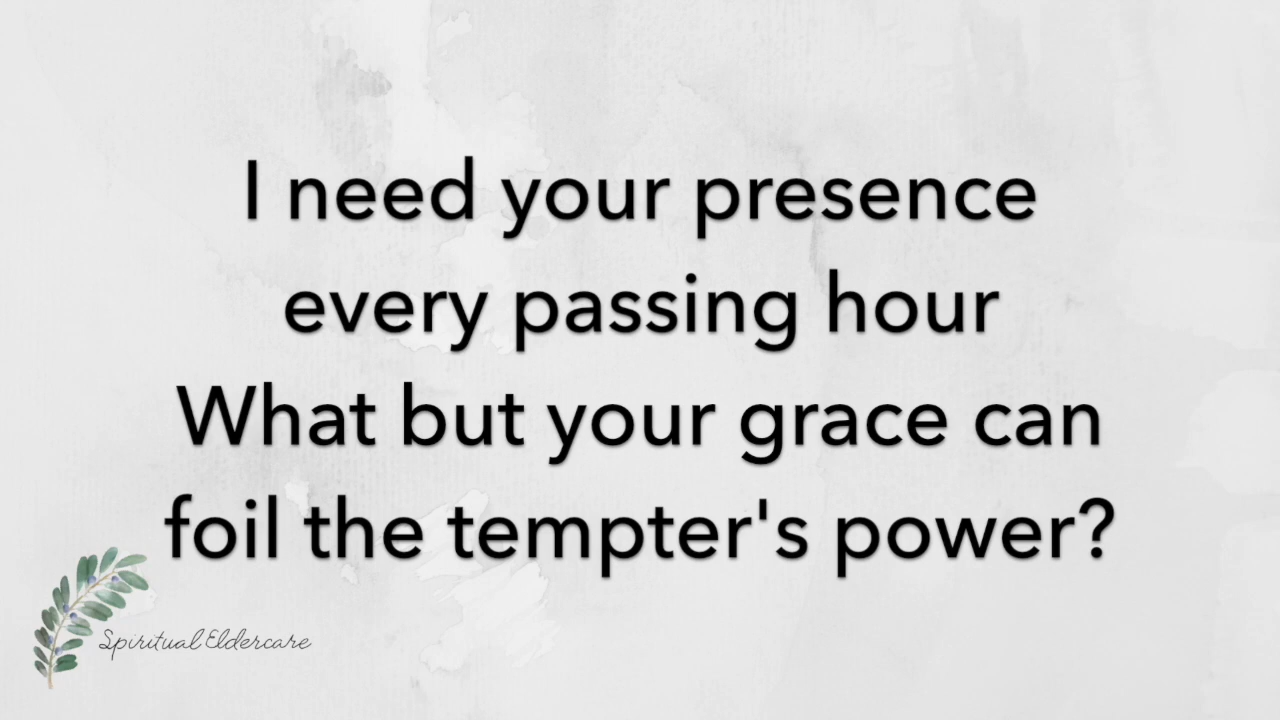 I need your presence
every passing hour
What but your grace can
foil the tempter's power?
Spiritual Eldercare